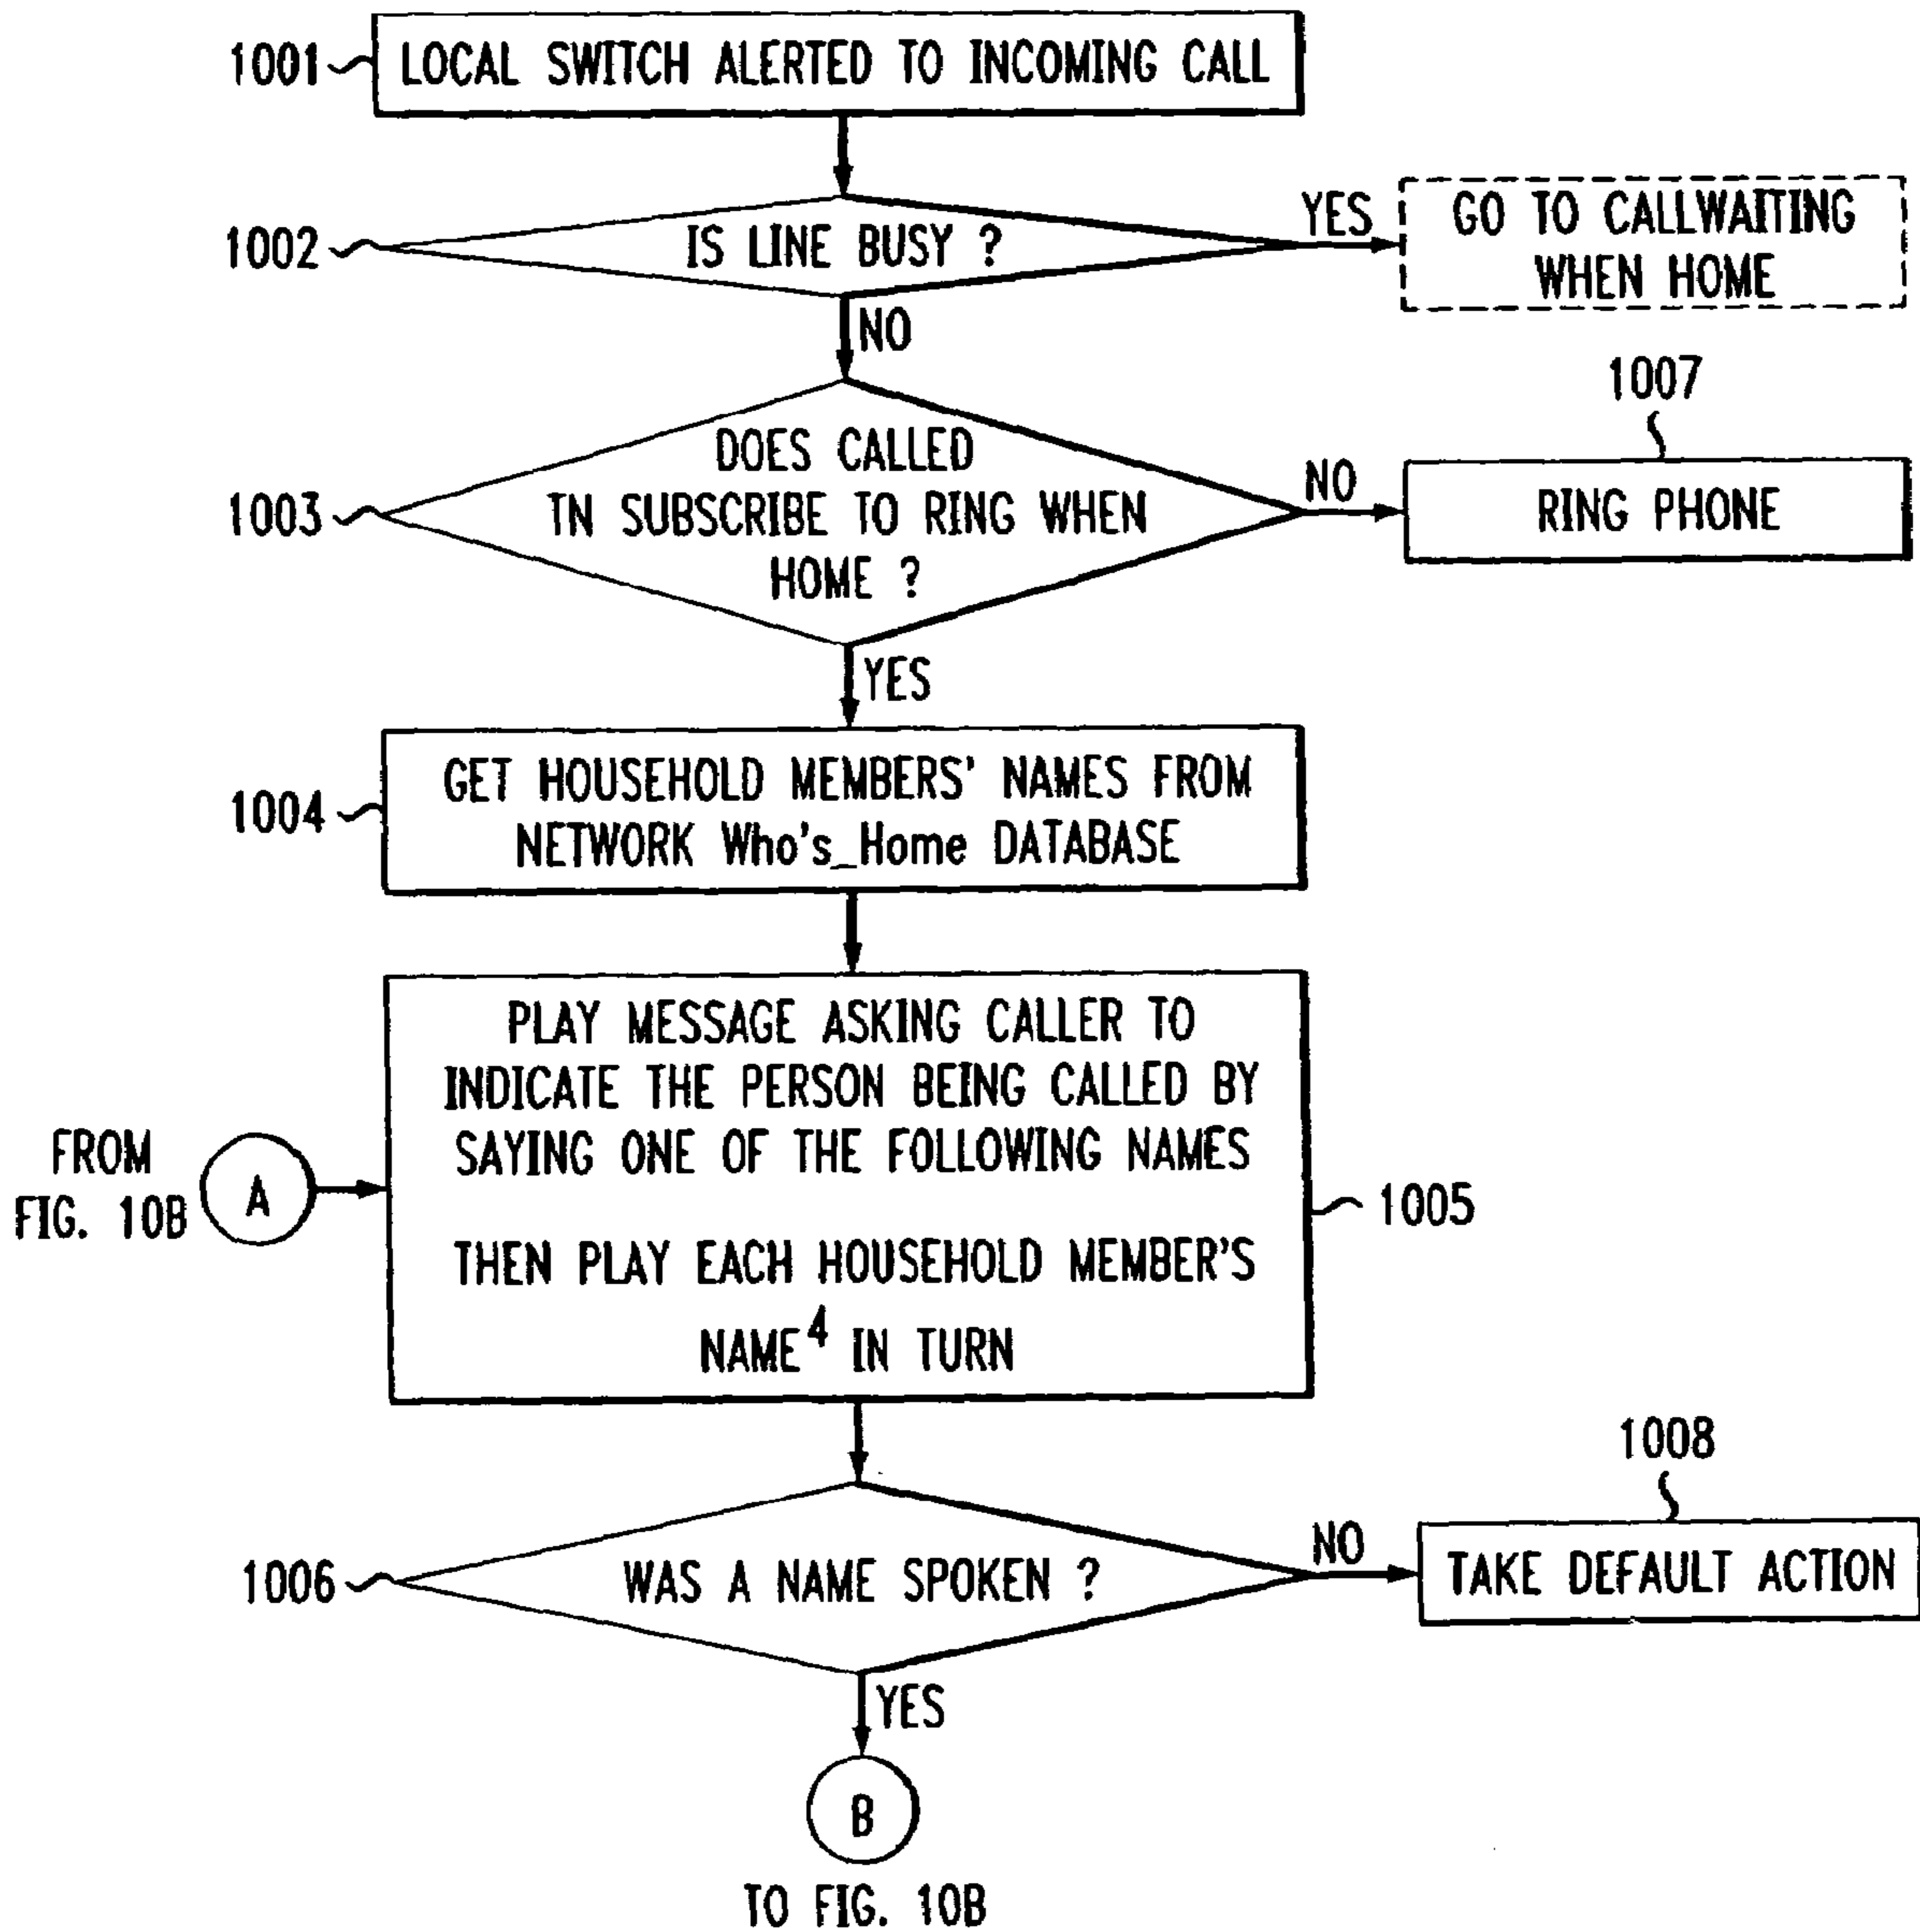 1001
LOCAL SWITCH ALERTED TO INCOMING CALL
1002
IS LINE BUSY ?
YES
GO TO CALLWAITING
WHEN HOME
NO
1003
DOES CALLED
TN SUBSCRIBE TO RING WHEN
HOME ?
NO
1007
RING PHONE
YES
1004
GET HOUSEHOLD MEMBERS' NAMES FROM
NETWORK Who's_Home DATABASE
FROM
FIG. 10B
A
PLAY MESSAGE ASKING CALLER TO
INDICATE THE PERSON BEING CALLED BY
SAYING ONE OF THE FOLLOWING NAMES
THEN PLAY EACH HOUSEHOLD MEMBER'S
NAME⁴ IN TURN
1005
1006
WAS A NAME SPOKEN ?
NO
1008
TAKE DEFAULT ACTION
YES
B
TO FIG. 10B